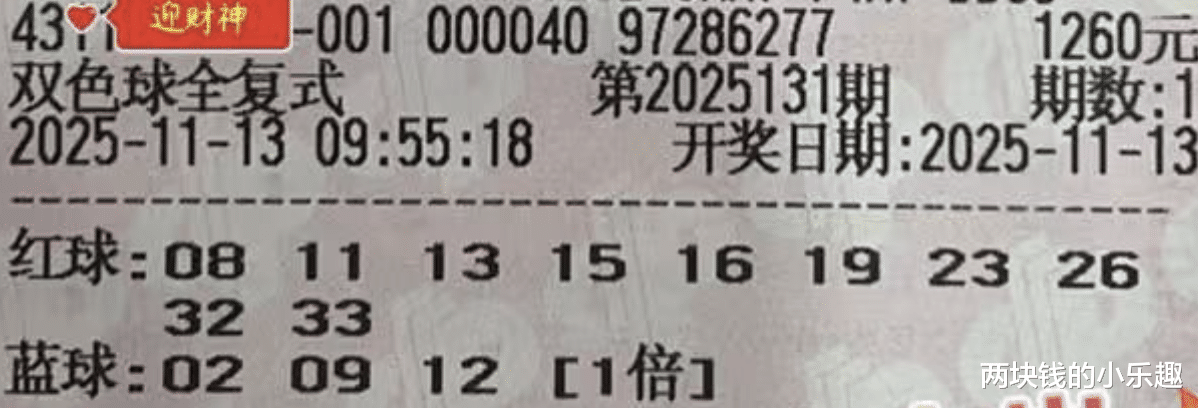 迎财神
-001 000040 97286277 1260元
双色球全复式 第2025131期 期数:1
2025-11-13 09:55:18 开奖日期:2025-11-13
红球: 08 11 13 15 16 19 23 26
32 33
蓝球: 02 09 12 [1倍]
两块钱的小乐趣